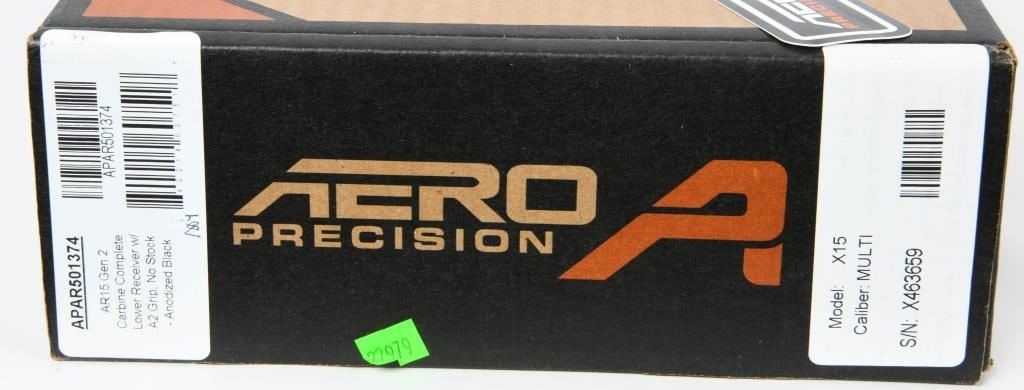 APAR501374
AR15 Gen 2
Carbine Complete
Lower Receiver w/
A2 Grip, No Stock
- Anodized Black
APAR501374
AERO
PRECISION
22979
Model: X15
Caliber: MULTI
S/N: X463659